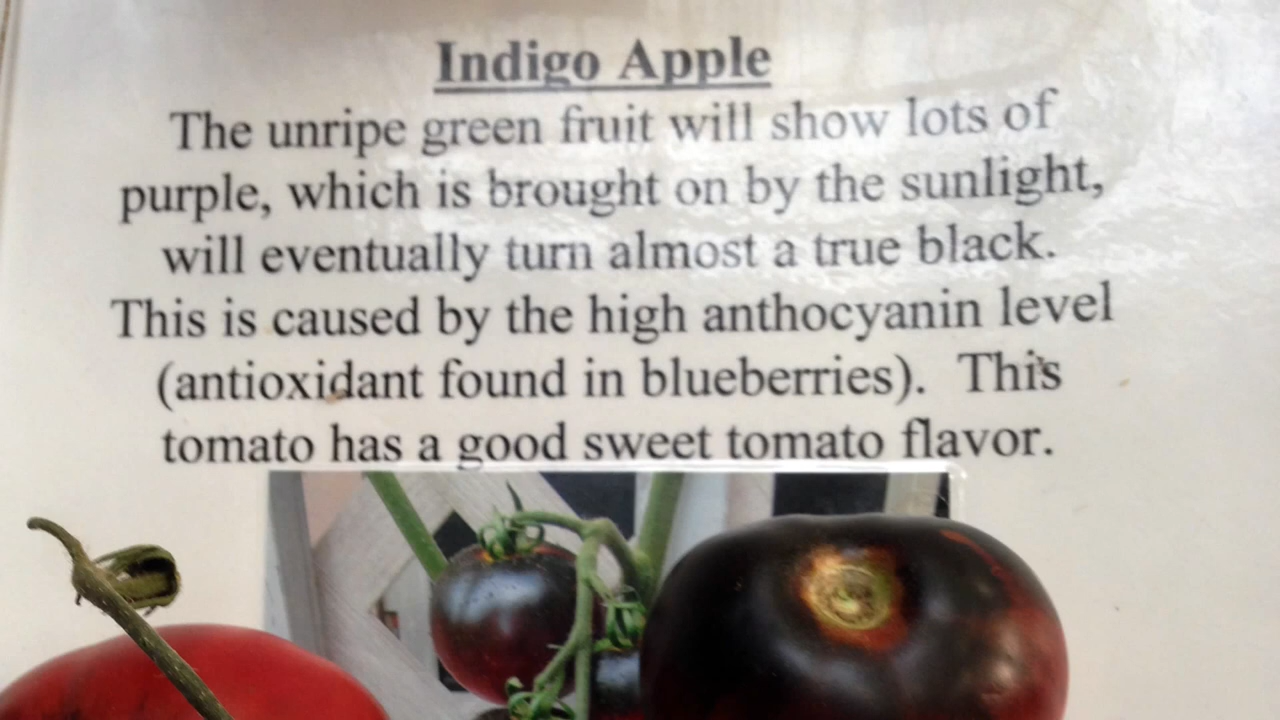 Indigo Apple
The unripe green fruit will show lots of
purple, which is brought on by the sunlight,
will eventually turn almost a true black.
This is caused by the high anthocyanin level
(antioxidant found in blueberries).  This
tomato has a good sweet tomato flavor.